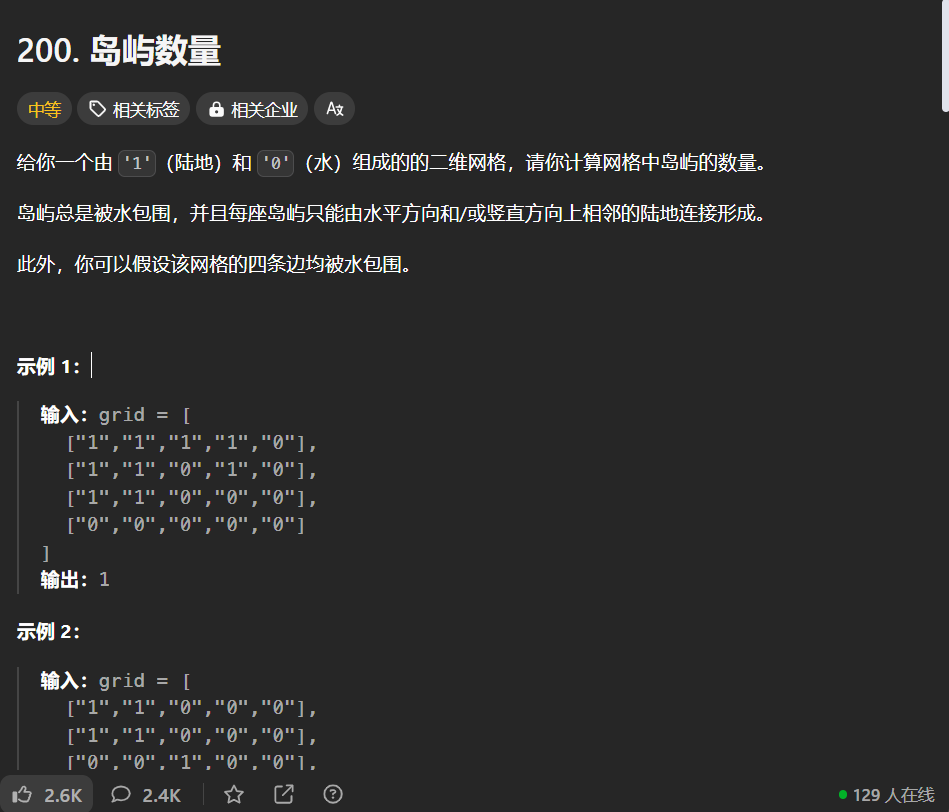 200. 岛屿数量
中等 相关标签 相关企业
给你一个由 '1'（陆地）和 '0'（水）组成的的二维网格，请你计算网格中岛屿的数量。
岛屿总是被水包围，并且每座岛屿只能由水平方向和/或竖直方向上相邻的陆地连接形成。
此外，你可以假设该网格的四条边均被水包围。
示例 1：
输入：grid = [
["1","1","1","1","0"],
["1","1","0","1","0"],
["1","1","0","0","0"],
["0","0","0","0","0"]
]
输出：1
示例 2：
输入：grid = [
["1","1","0","0","0"],
["1","1","0","0","0"],
["0","0","1","0","0"],
2.6K 2.4K 129 人在线